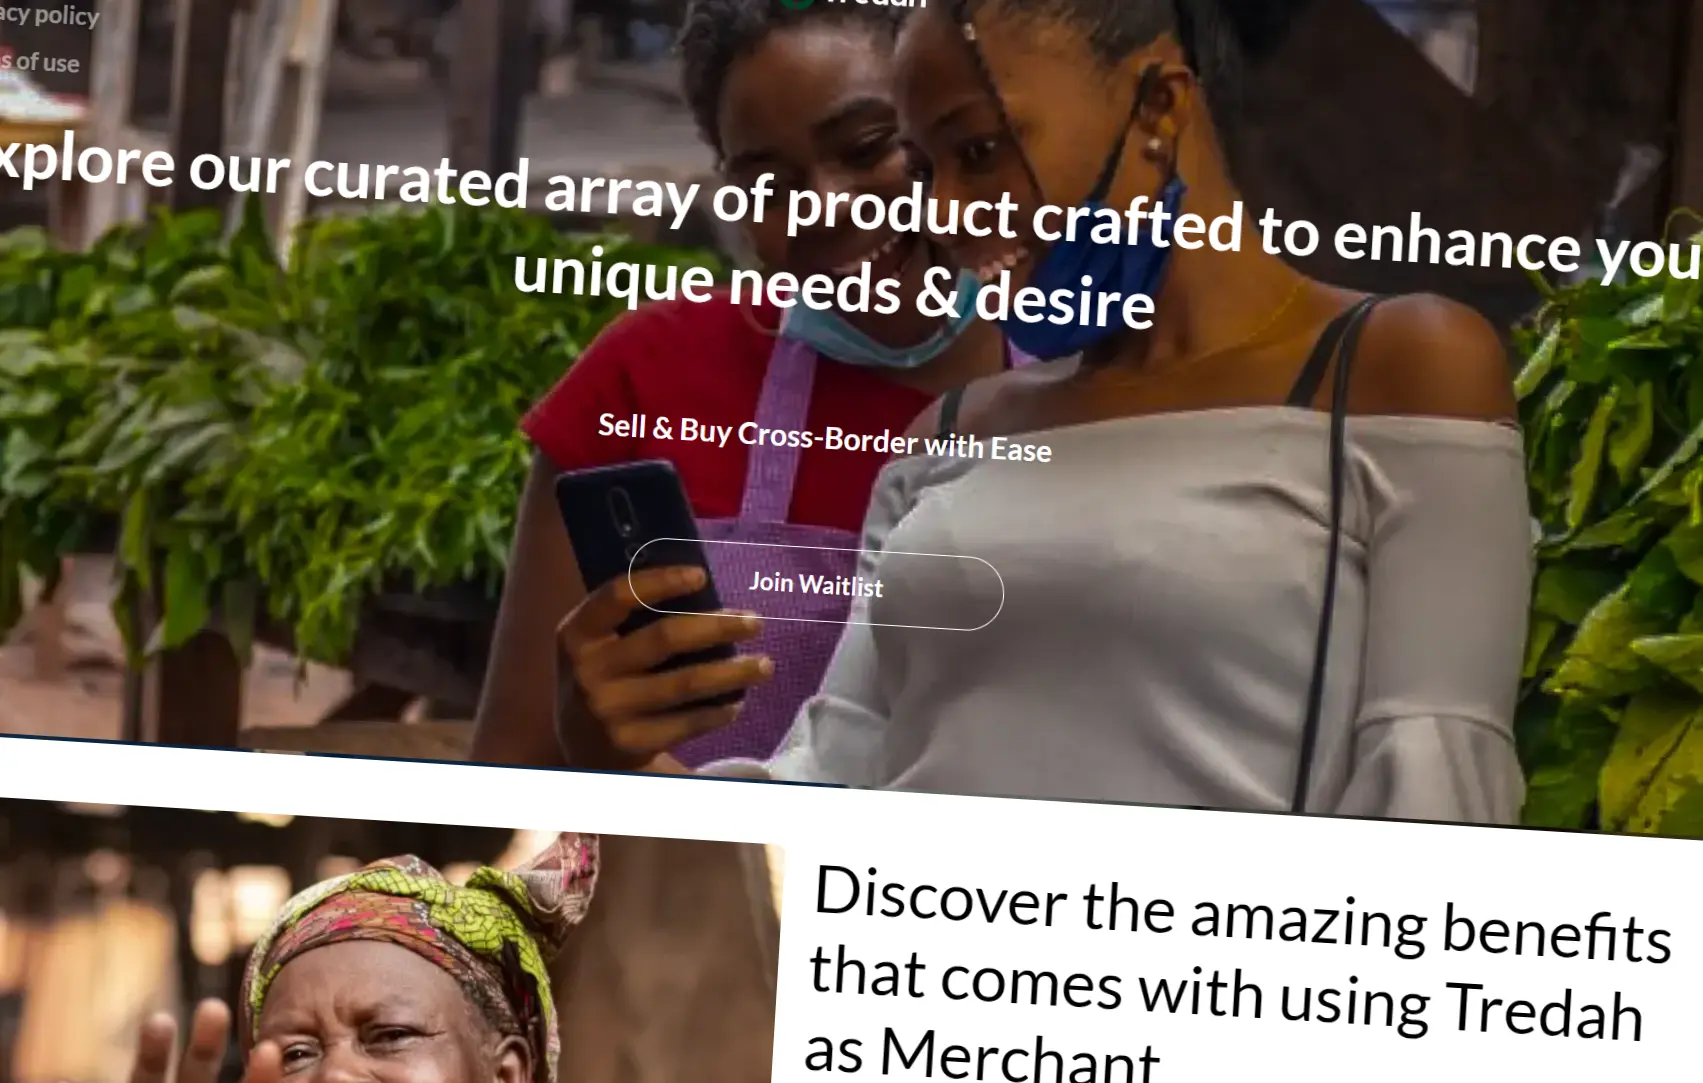 acy policy
s of use
Tredah
xplore our curated array of product crafted to enhance you
unique needs & desire
Sell & Buy Cross-Border with Ease
Join Waitlist
Discover the amazing benefits
that comes with using Tredah
as Merchant